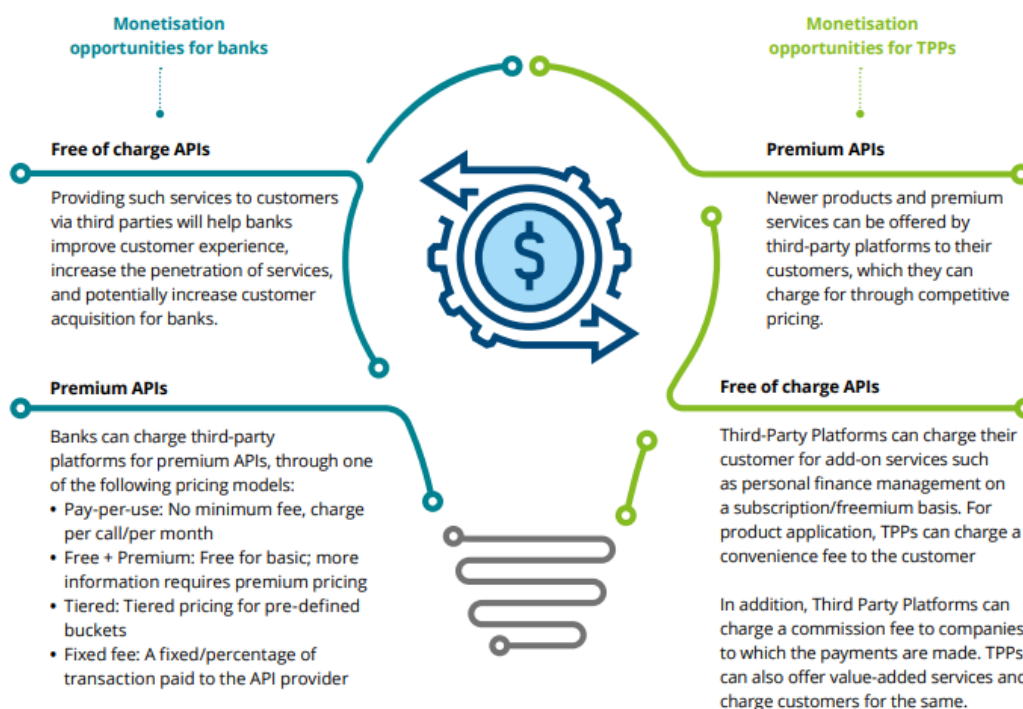 Monetisation
opportunities for banks
Free of charge APIs
Providing such services to customers
via third parties will help banks
improve customer experience,
increase the penetration of services,
and potentially increase customer
acquisition for banks.
Premium APIs
Banks can charge third-party
platforms for premium APIs, through one
of the following pricing models:
• Pay-per-use: No minimum fee, charge
per call/per month
• Free + Premium: Free for basic; more
information requires premium pricing
• Tiered: Tiered pricing for pre-defined
buckets
• Fixed fee: A fixed/percentage of
transaction paid to the API provider
$
Monetisation
opportunities for TPPs
Premium APIs
Newer products and premium
services can be offered by
third-party platforms to their
customers, which they can
charge for through competitive
pricing.
Free of charge APIs
Third-Party Platforms can charge their
customer for add-on services such
as personal finance management on
a subscription/freemium basis. For
product application, TPPs can charge a
convenience fee to the customer
In addition, Third Party Platforms can
charge a commission fee to companies
to which the payments are made. TPPs
can also offer value-added services and
charge customers for the same.